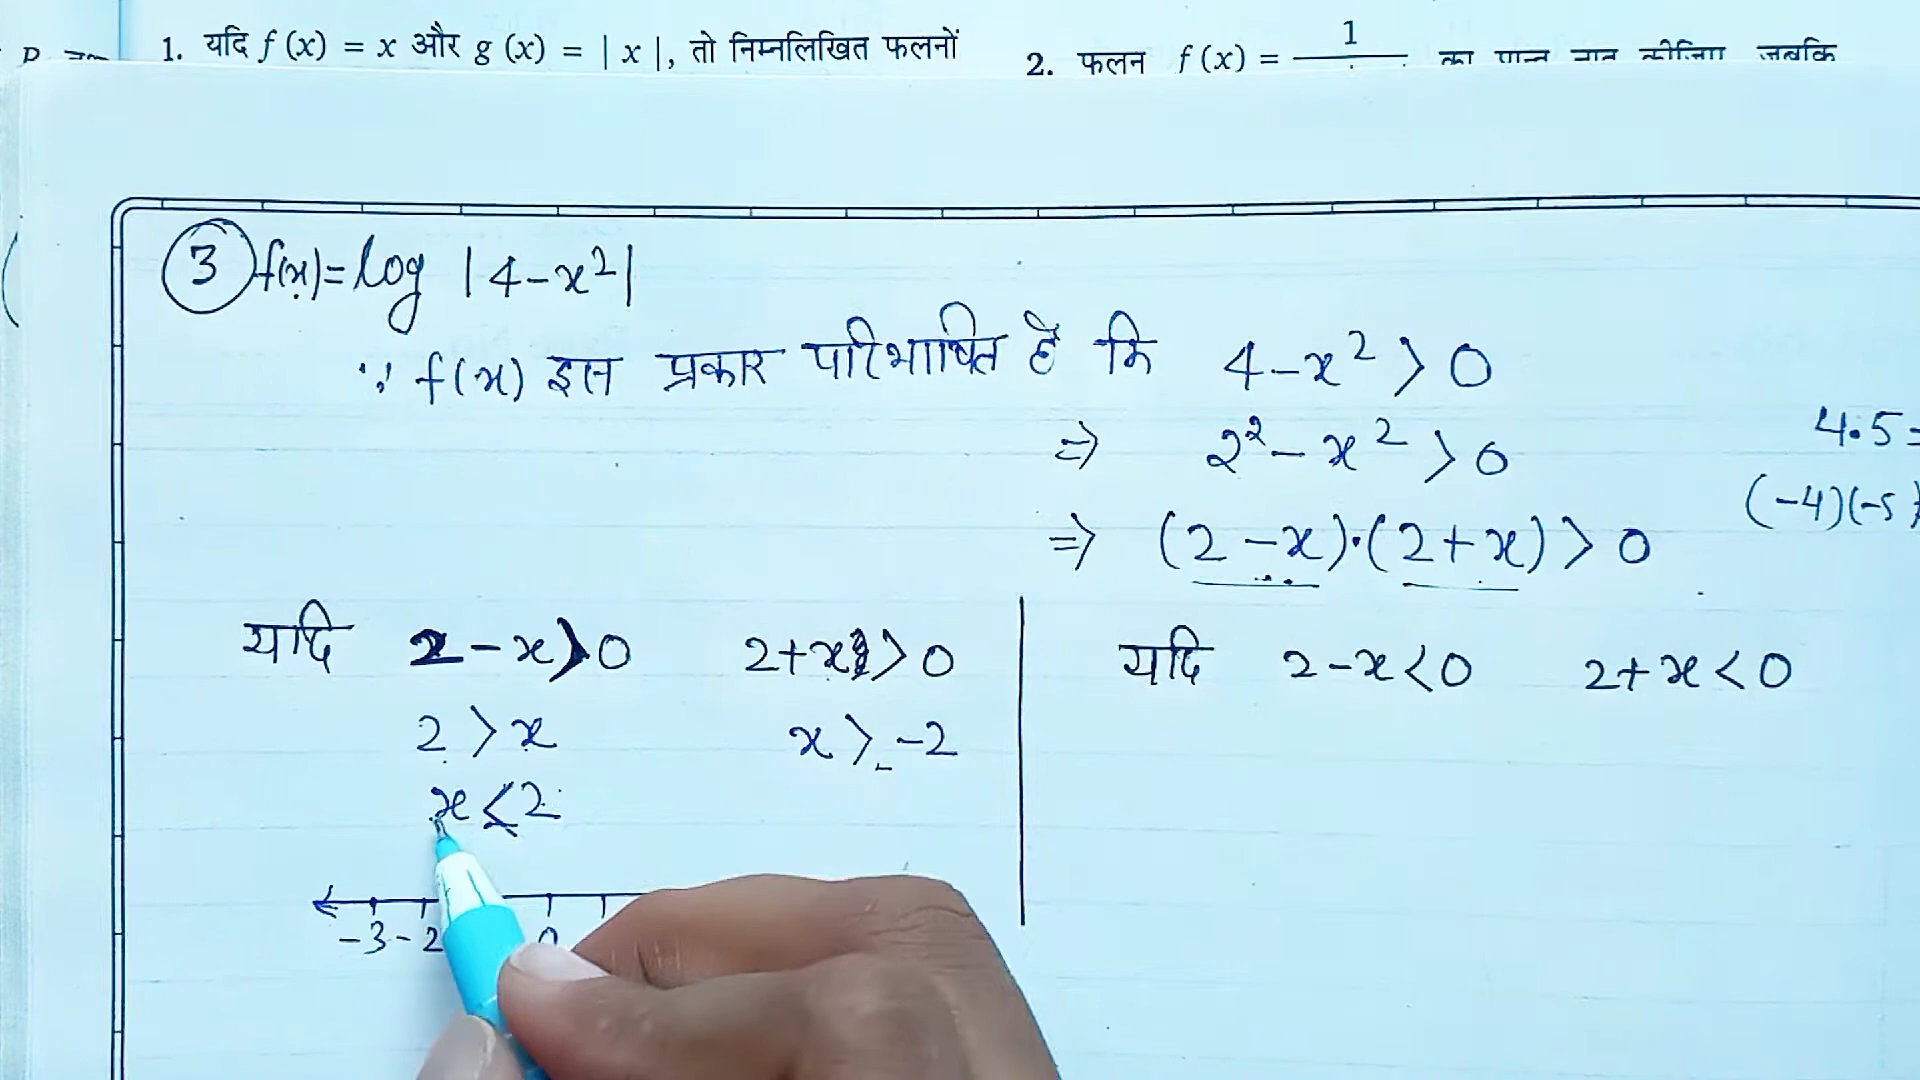 1. यदि f (x) = x और g (x) = | x |, तो निम्नलिखित फलनों
2. फलन f (x) = 1 का प्रान्त ज्ञात कीजिए जबकि
3 f(x) = log |4-x²|
∵ f(x) इस प्रकार परिभाषित है कि 4-x² > 0
⇒ 2²-x² > 0
4.5=
⇒ (2-x)·(2+x) > 0
(-4)(-5)
यदि 2-x>0 2+x>0
2 > x x > -2
x < 2
-3 -2 0
यदि 2-x<0 2+x<0